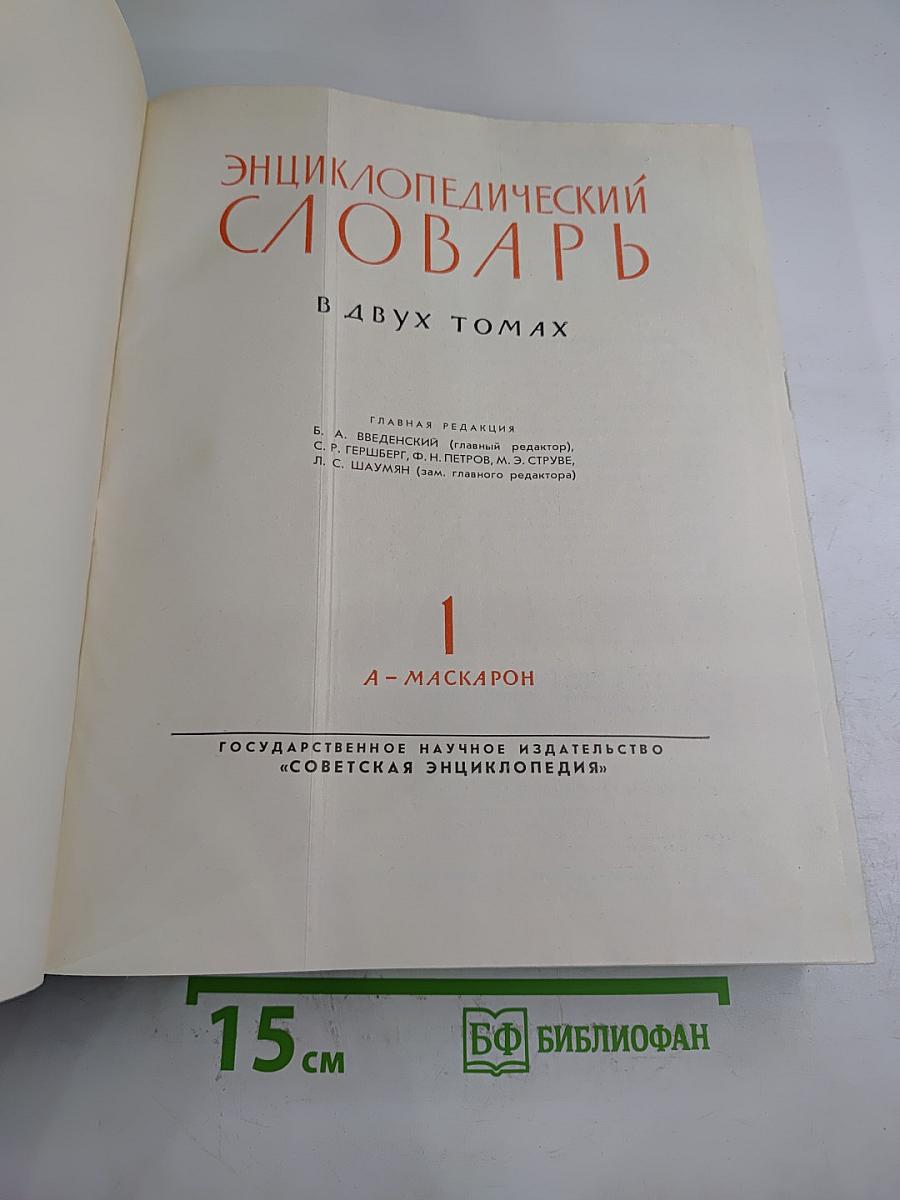 ЭНЦИКЛОПЕДИЧЕСКИЙ
СЛОВАРЬ
В ДВУХ ТОМАХ
ГЛАВНАЯ РЕДАКЦИЯ
Б. А. ВВЕДЕНСКИЙ (главный редактор),
С. Р. ГЕРШБЕРГ, Ф. Н. ПЕТРОВ, М. Э. СТРУВЕ,
Л. С. ШАУМЯН (зам. главного редактора)
1
А – МАСКАРОН
ГОСУДАРСТВЕННОЕ НАУЧНОЕ ИЗДАТЕЛЬСТВО
«СОВЕТСКАЯ ЭНЦИКЛОПЕДИЯ»
15 см
БФ БИБЛИОФАН